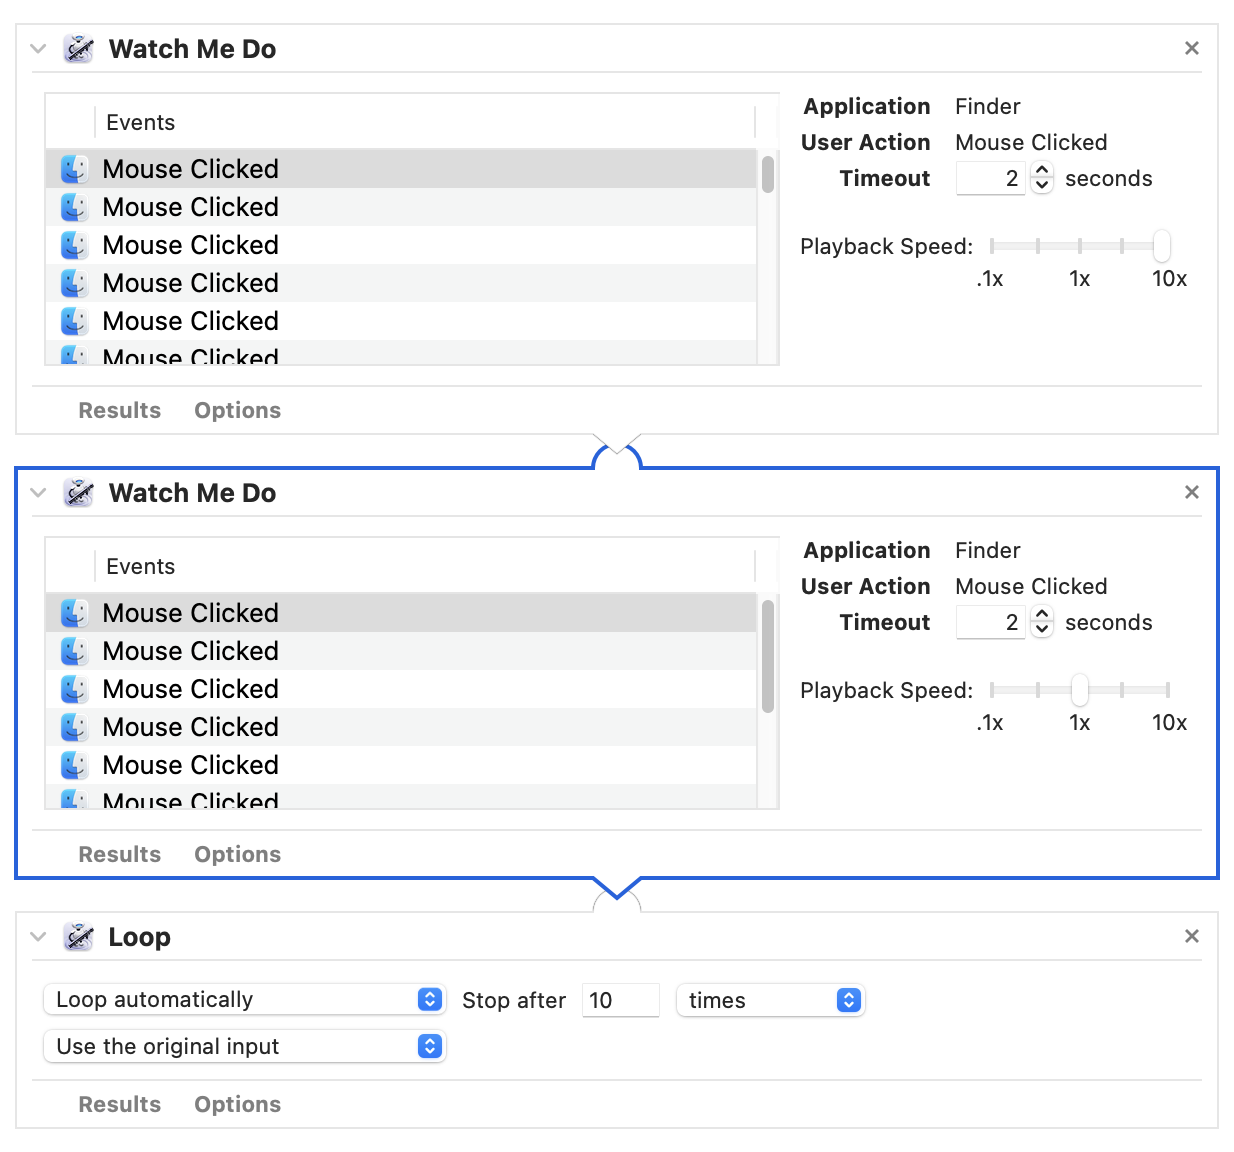 Watch Me Do
Events
Mouse Clicked
Mouse Clicked
Mouse Clicked
Mouse Clicked
Mouse Clicked
Mouse Clicked
Application Finder
User Action Mouse Clicked
Timeout 2 seconds
Playback Speed:
.1x 1x 10x
Results Options
Watch Me Do
Events
Mouse Clicked
Mouse Clicked
Mouse Clicked
Mouse Clicked
Mouse Clicked
Mouse Clicked
Application Finder
User Action Mouse Clicked
Timeout 2 seconds
Playback Speed:
.1x 1x 10x
Results Options
Loop
Loop automatically Stop after 10 times
Use the original input
Results Options